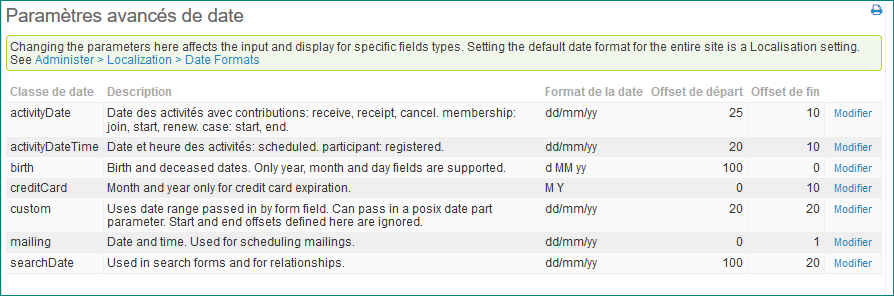 Paramètres avancés de date
Changing the parameters here affects the input and display for specific fields types. Setting the default date format for the entire site is a Localisation setting.
See Administer > Localization > Date Formats
Classe de date Description Format de la date Offset de départ Offset de fin
activityDate Date des activités avec contributions: receive, receipt, cancel. membership: dd/mm/yy 25 10 Modifier
join, start, renew. case: start, end.
activityDateTime Date et heure des activités: scheduled. participant: registered. dd/mm/yy 20 10 Modifier
birth Birth and deceased dates. Only year, month and day fields are supported. d MM yy 100 0 Modifier
creditCard Month and year only for credit card expiration. M Y 0 10 Modifier
custom Uses date range passed in by form field. Can pass in a posix date part dd/mm/yy 20 20 Modifier
parameter. Start and end offsets defined here are ignored.
mailing Date and time. Used for scheduling mailings. dd/mm/yy 0 1 Modifier
searchDate Used in search forms and for relationships. dd/mm/yy 100 20 Modifier